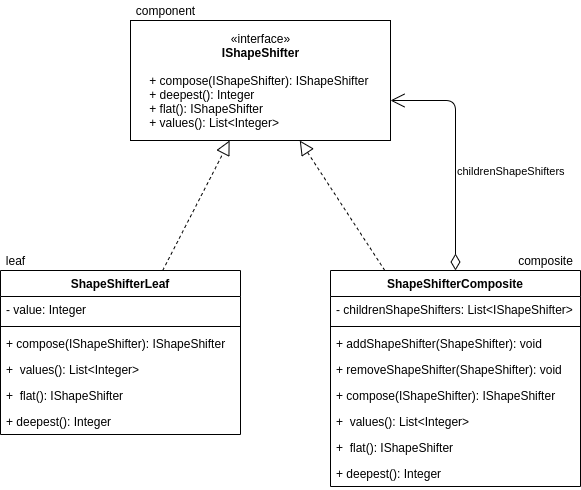 component
«interface»
IShapeShifter
+ compose(IShapeShifter): IShapeShifter
+ deepest(): Integer
+ flat(): IShapeShifter
+ values(): List<Integer>
childrenShapeShifters
leaf
ShapeShifterLeaf
- value: Integer
+ compose(IShapeShifter): IShapeShifter
+ values(): List<Integer>
+ flat(): IShapeShifter
+ deepest(): Integer
composite
ShapeShifterComposite
- childrenShapeShifters: List<IShapeShifter>
+ addShapeShifter(ShapeShifter): void
+ removeShapeShifter(ShapeShifter): void
+ compose(IShapeShifter): IShapeShifter
+ values(): List<Integer>
+ flat(): IShapeShifter
+ deepest(): Integer